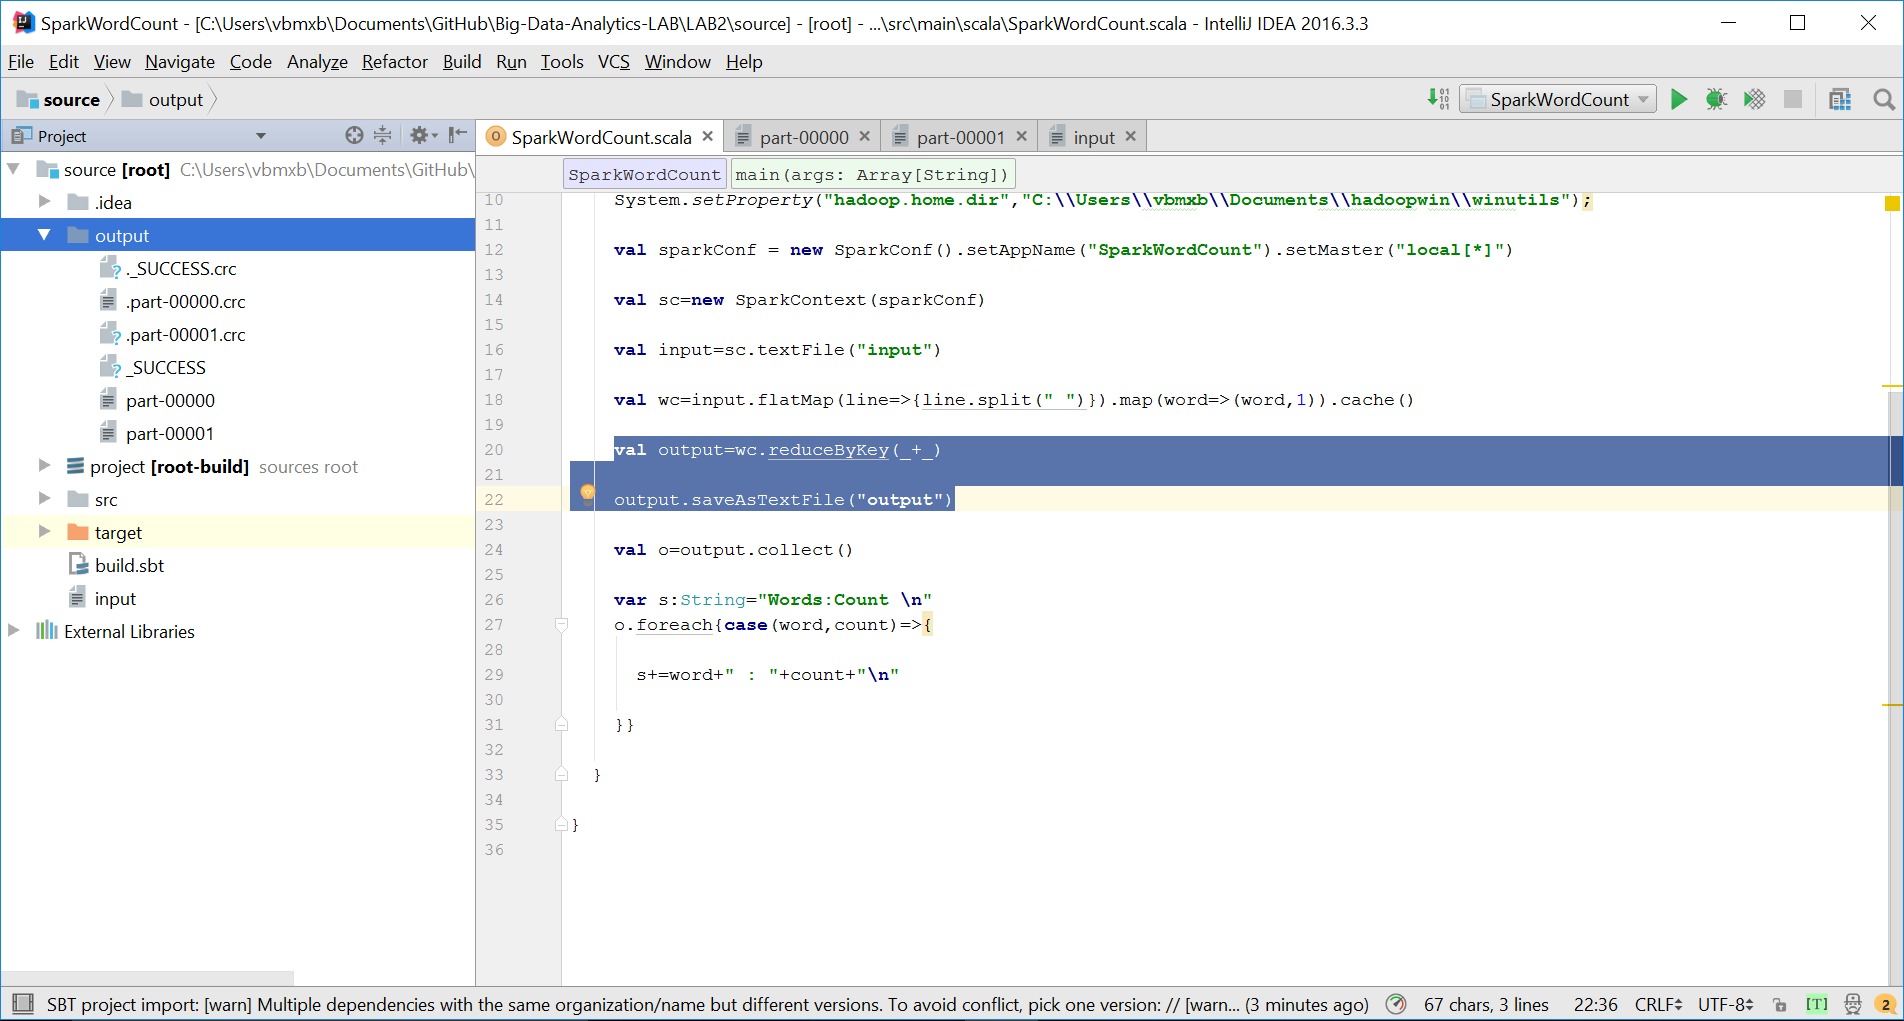 SparkWordCount - [C:\Users\vbmxb\Documents\GitHub\Big-Data-Analytics-LAB\LAB2\source] - [root] - ...\src\main\scala\SparkWordCount.scala - IntelliJ IDEA 2016.3.3
File Edit View Navigate Code Analyze Refactor Build Run Tools VCS Window Help
source output SparkWordCount
Project
SparkWordCount.scala part-00000 part-00001 input
source [root] C:\Users\vbmxb\Documents\GitHub\
.idea
output
._SUCCESS.crc
.part-00000.crc
.part-00001.crc
_SUCCESS
part-00000
part-00001
project [root-build] sources root
src
target
build.sbt
input
External Libraries
SparkWordCount main(args: Array[String])
10 System.setProperty("hadoop.home.dir","C:\\Users\\vbmxb\\Documents\\hadoopwin\\winutils");
11
12 val sparkConf = new SparkConf().setAppName("SparkWordCount").setMaster("local[*]")
13
14 val sc=new SparkContext(sparkConf)
15
16 val input=sc.textFile("input")
17
18 val wc=input.flatMap(line=>{line.split(" ")}).map(word=>(word,1)).cache()
19
20 val output=wc.reduceByKey(_+_)
21
22 output.saveAsTextFile("output")
23
24 val o=output.collect()
25
26 var s:String="Words:Count \n"
27 o.foreach{case(word,count)=>{
28
29 s+=word+" : "+count+"\n"
30
31 }}
32
33 }
34
35 }
36
SBT project import: [warn] Multiple dependencies with the same organization/name but different versions. To avoid conflict, pick one version: // [warn... (3 minutes ago) 67 chars, 3 lines 22:36 CRLF UTF-8 [T] 2